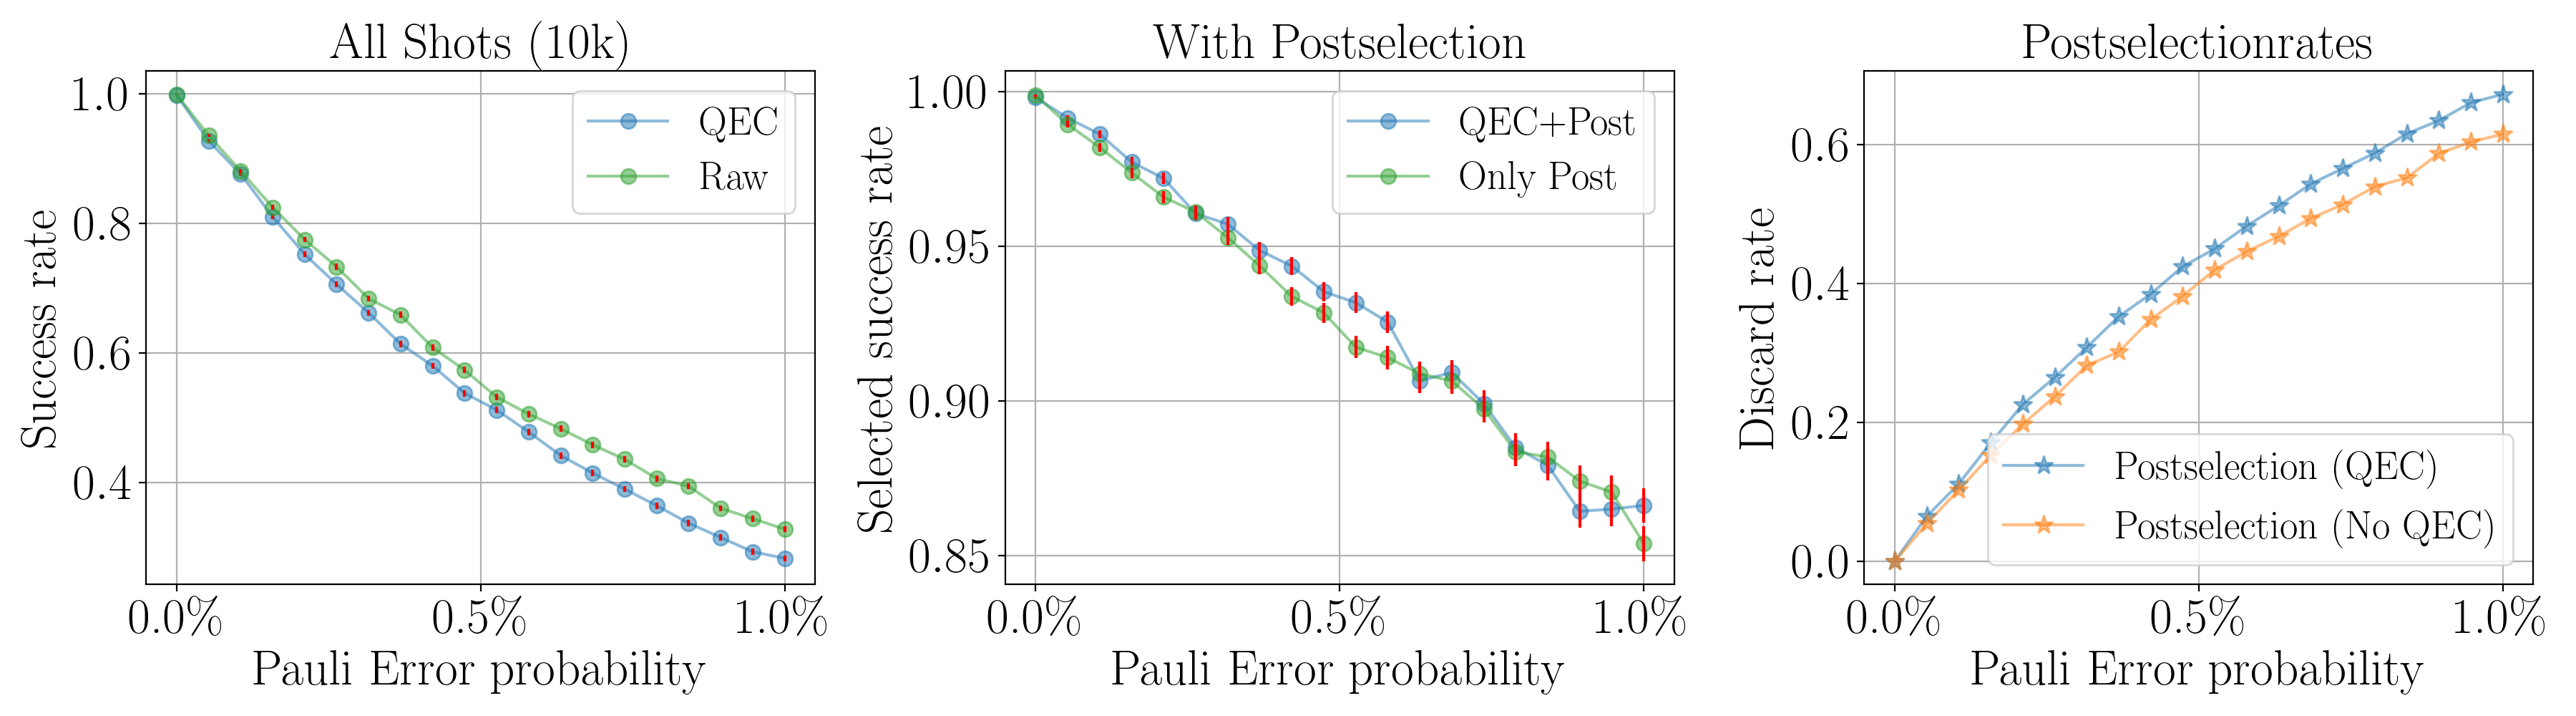 All Shots (10k)
Success rate
1.0
0.8
0.6
0.4
QEC
Raw
0.0%
0.5%
1.0%
Pauli Error probability
With Postselection
Selected success rate
1.00
0.95
0.90
0.85
QEC+Post
Only Post
0.0%
0.5%
1.0%
Pauli Error probability
Postselectionrates
Discard rate
0.6
0.4
0.2
0.0
Postselection (QEC)
Postselection (No QEC)
0.0%
0.5%
1.0%
Pauli Error probability